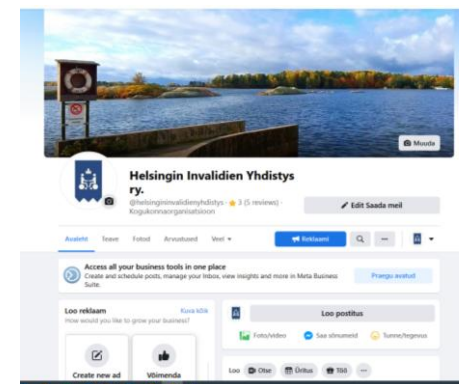 Muuda
Helsingin Invalidien Yhdistys
ry.
@helsingininvalidienyhdistys · 3 (5 reviews) ·
Kogukonnaorganisatsioon
Edit Saada meil
Avaleht Teave Fotod Arvustused Veel
Reklaami
Access all your business tools in one place
Create and schedule posts, manage your Inbox, view insights and more in Meta Business
Suite.
Praegu avatud
Loo reklaam Kuva kõik
How would you like to grow your business?
Create new ad Võimenda
Loo postitus
Foto/video Saa sõnumeid Tunne/tegevus
Loo Otse Üritus Töö